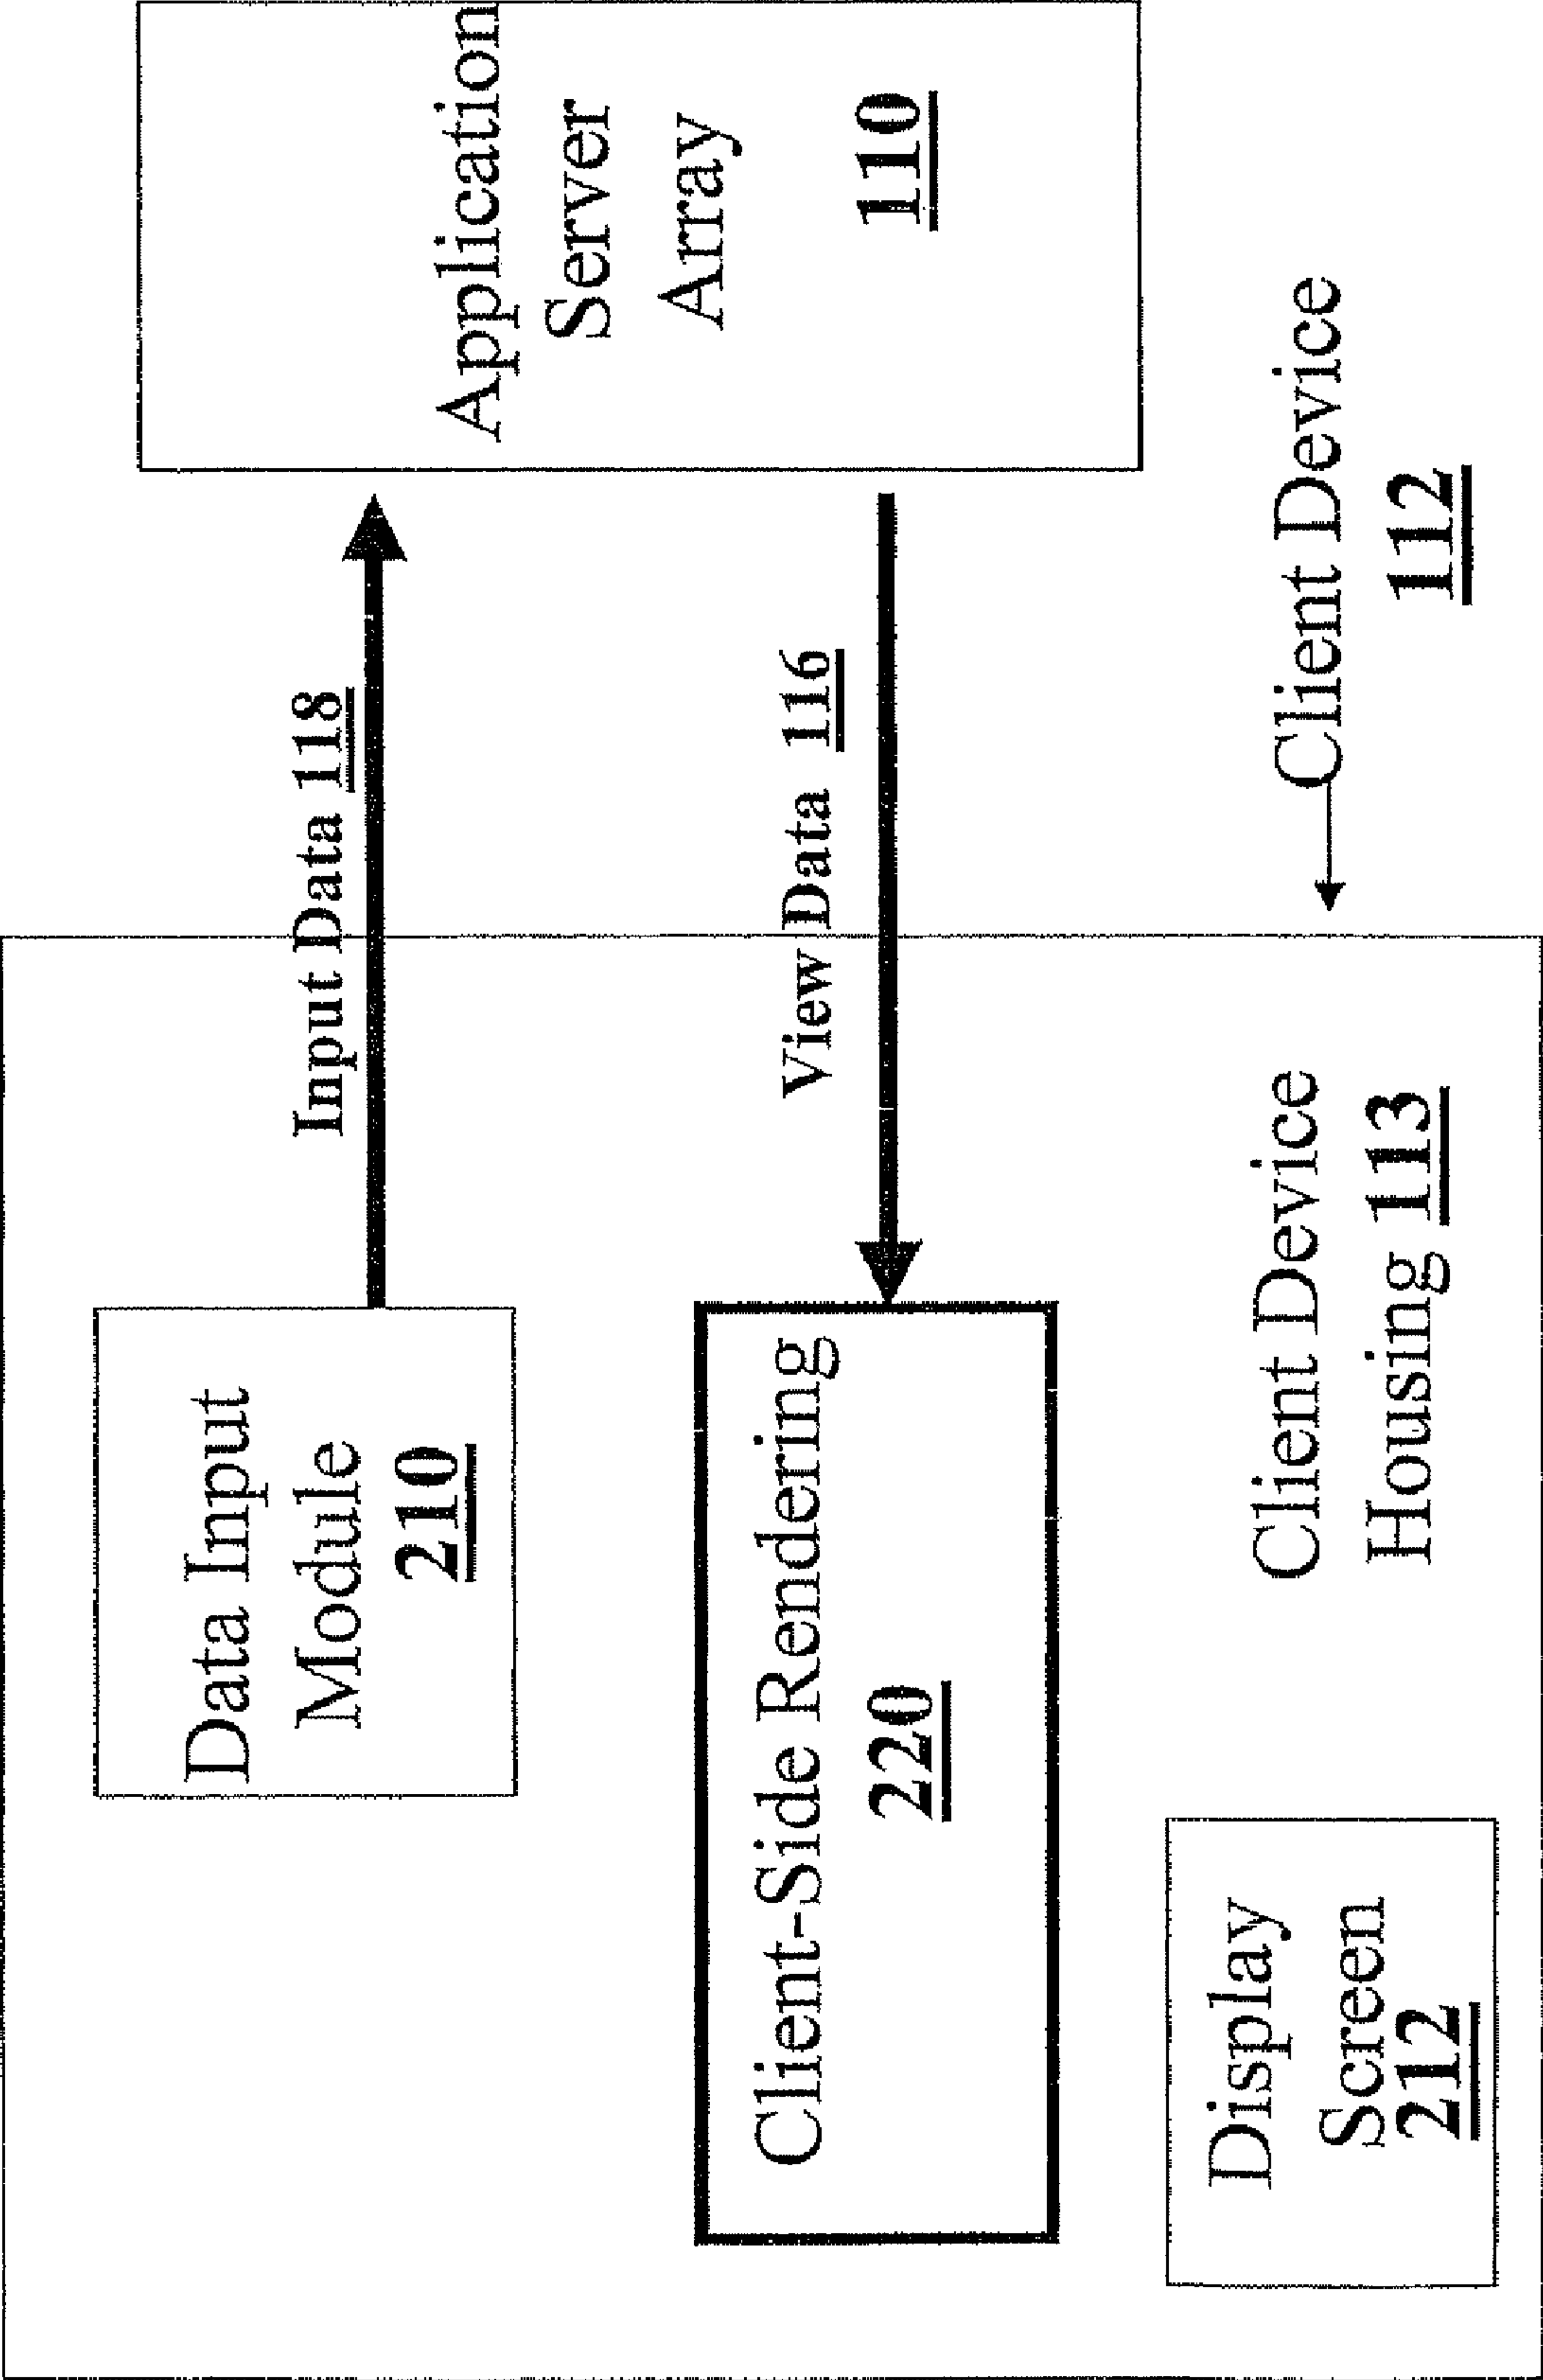 Data Input
Module
210
Input Data 118
Application
Server
Array
110
Client-Side Rendering
220
View Data 116
Display
Screen
212
Client Device
Housing 113
Client Device
112